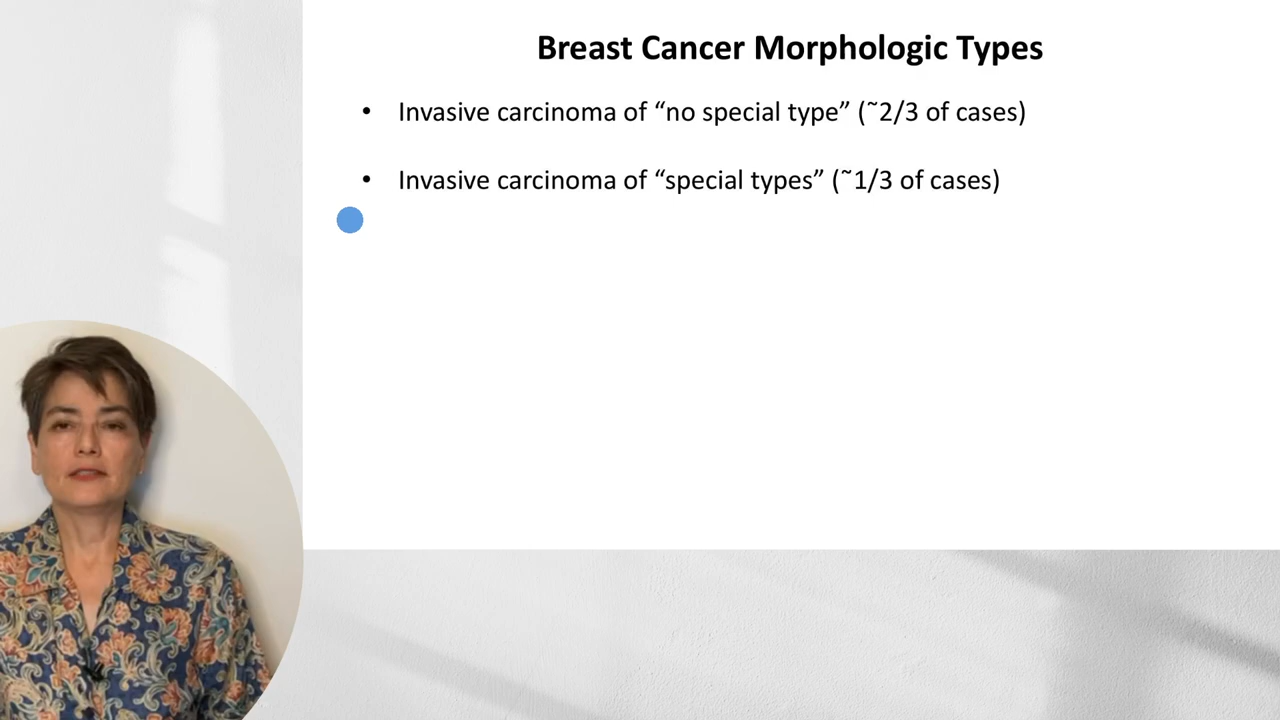 Breast Cancer Morphologic Types
• Invasive carcinoma of “no special type” (˜2/3 of cases)
• Invasive carcinoma of “special types” (˜1/3 of cases)